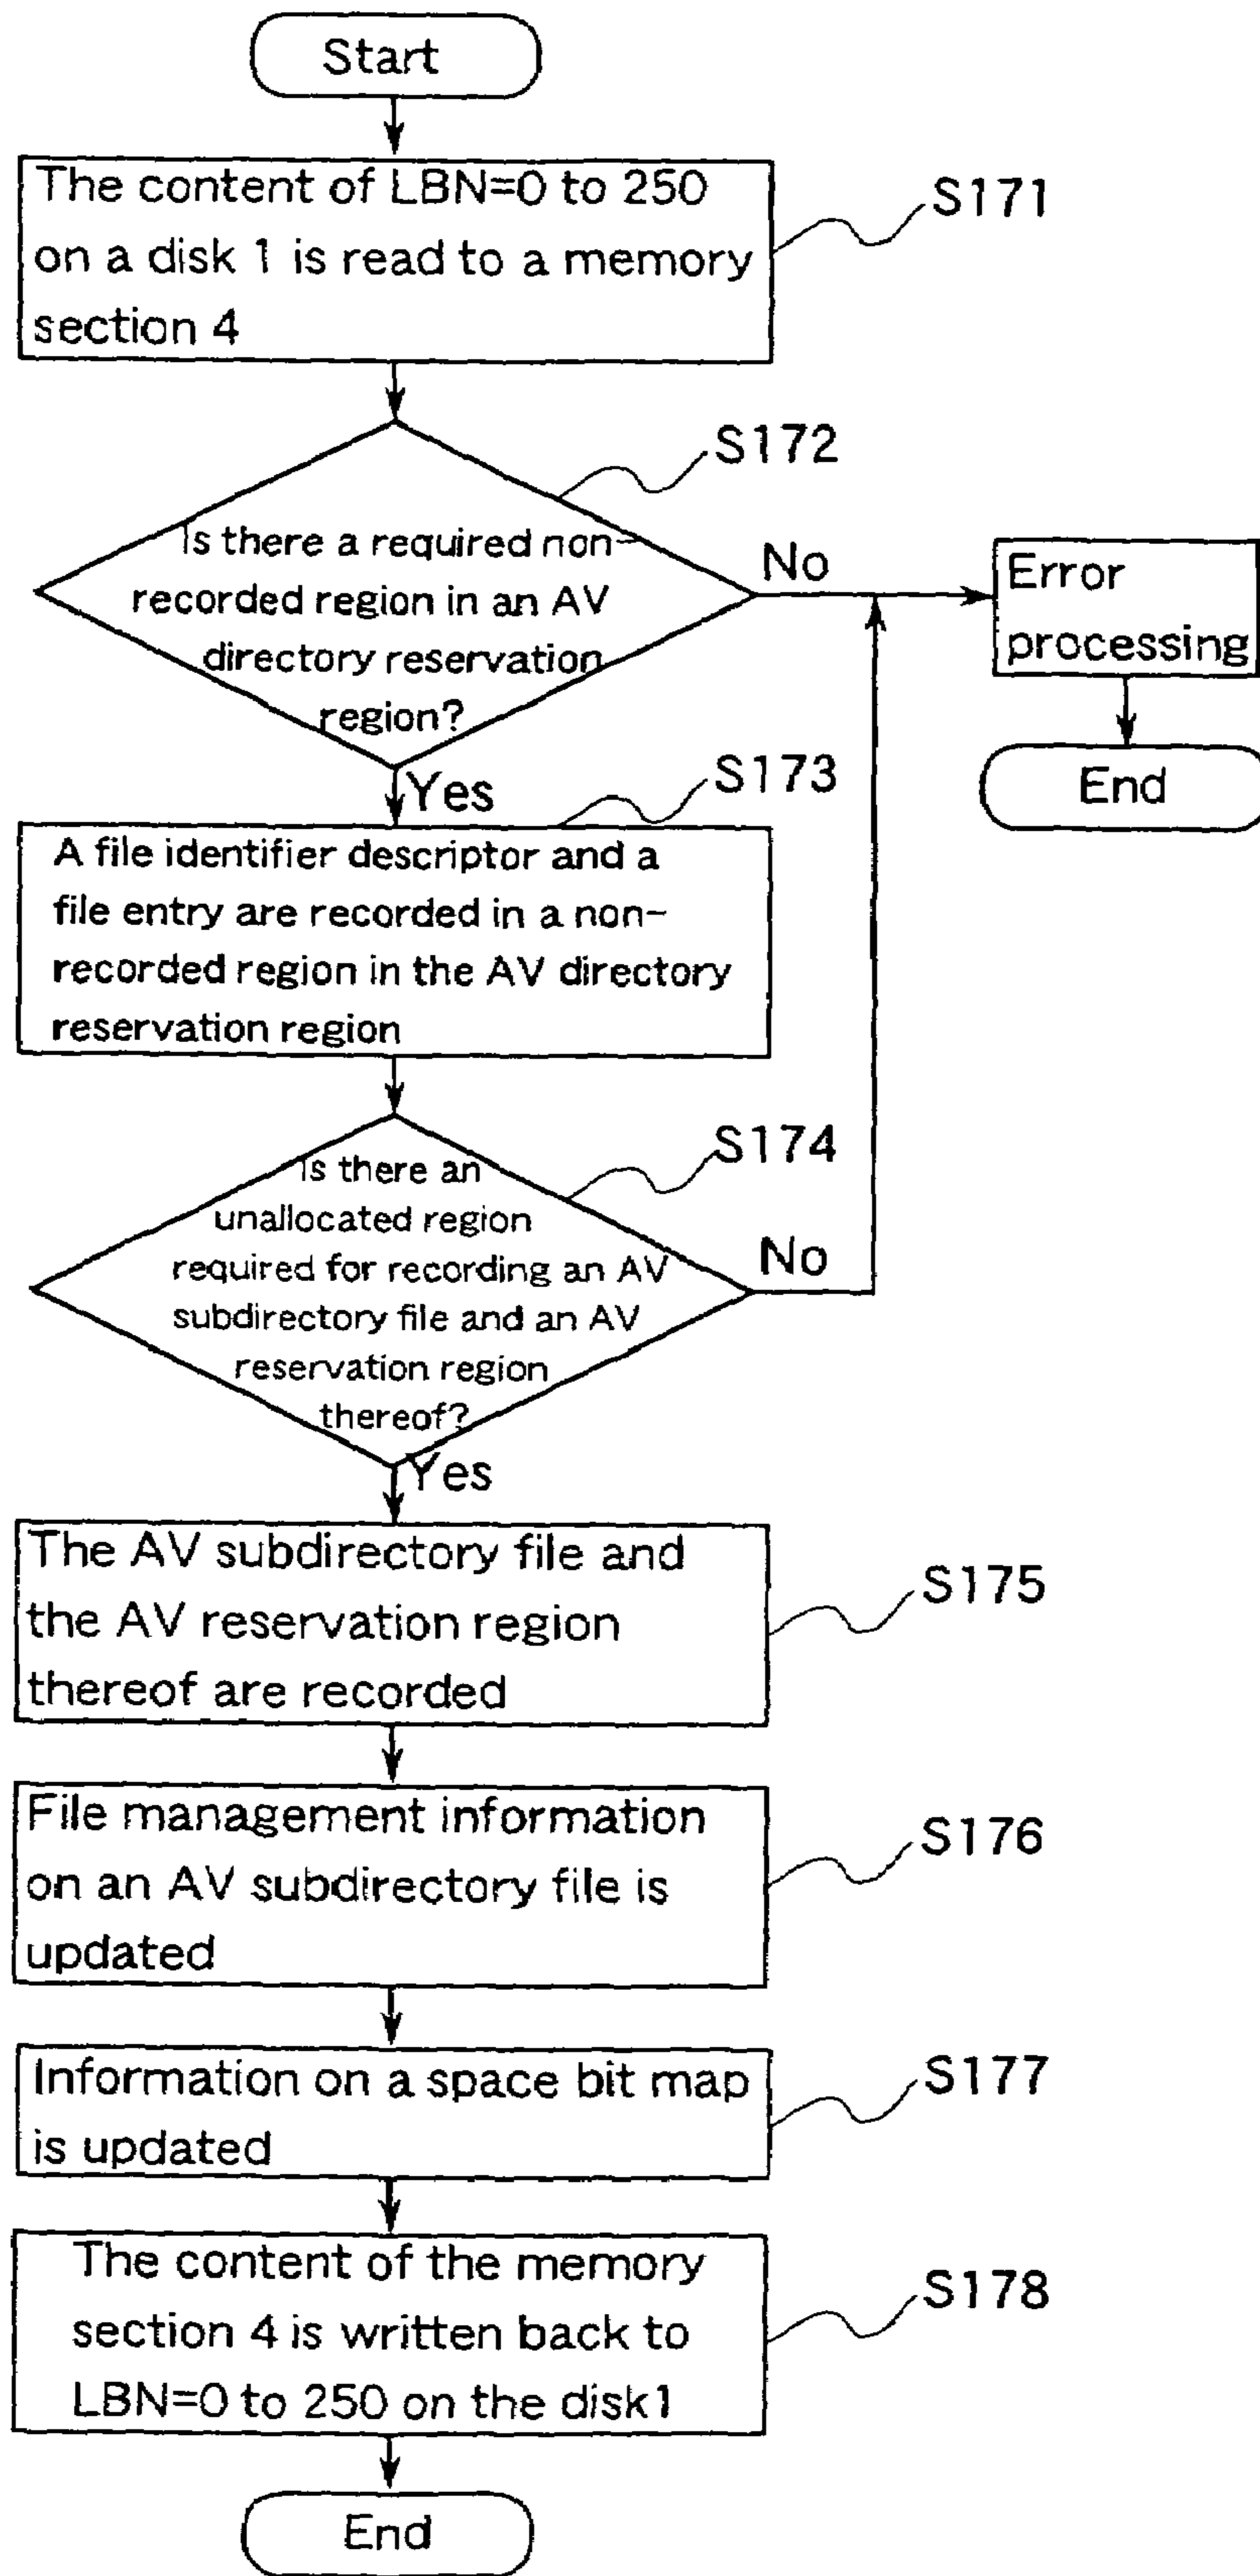 Start
The content of LBN=0 to 250
on a disk 1 is read to a memory
section 4
S171
S172
Is there a required non-
recorded region in an AV
directory reservation
region?
No
Error
processing
End
Yes
S173
A file identifier descriptor and a
file entry are recorded in a non-
recorded region in the AV directory
reservation region
S174
Is there an
unallocated region
required for recording an AV
subdirectory file and an AV
reservation region
thereof?
No
Yes
The AV subdirectory file and
the AV reservation region
thereof are recorded
S175
File management information
on an AV subdirectory file is
updated
S176
Information on a space bit map
is updated
S177
The content of the memory
section 4 is written back to
LBN=0 to 250 on the disk1
S178
End